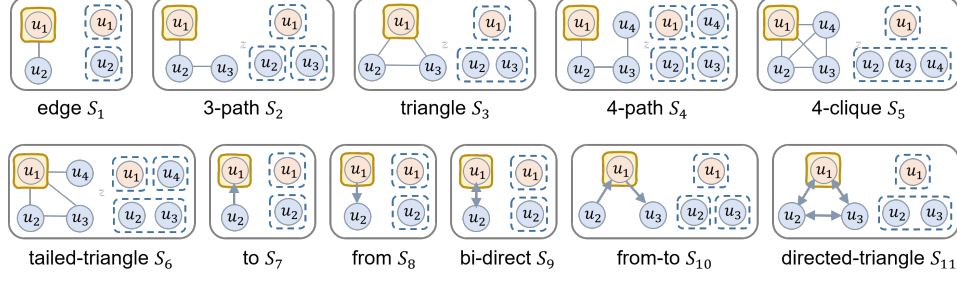 u₁ u₁ u₂ u₂
edge S₁
u₁ u₁ u₂ u₃ z u₂ u₃
3-path S₂
u₁ u₁ u₂ u₃ z u₂ u₃
triangle S₃
u₁ u₄ u₁ u₄ z u₂ u₃ u₂ u₃
4-path S₄
u₁ u₄ u₁ z u₂ u₃ u₂ u₃ u₄
4-clique S₅
u₁ u₄ u₁ u₄ z u₂ u₃ u₂ u₃
tailed-triangle S₆
u₁ u₁ u₂ u₂
to S₇
u₁ u₁ u₂ u₂
from S₈
u₁ u₁ u₂ u₂
bi-direct S₉
u₁ u₁ u₂ u₃ u₂ u₃
from-to S₁₀
u₁ u₁ u₂ u₃ u₂ u₃
directed-triangle S₁₁